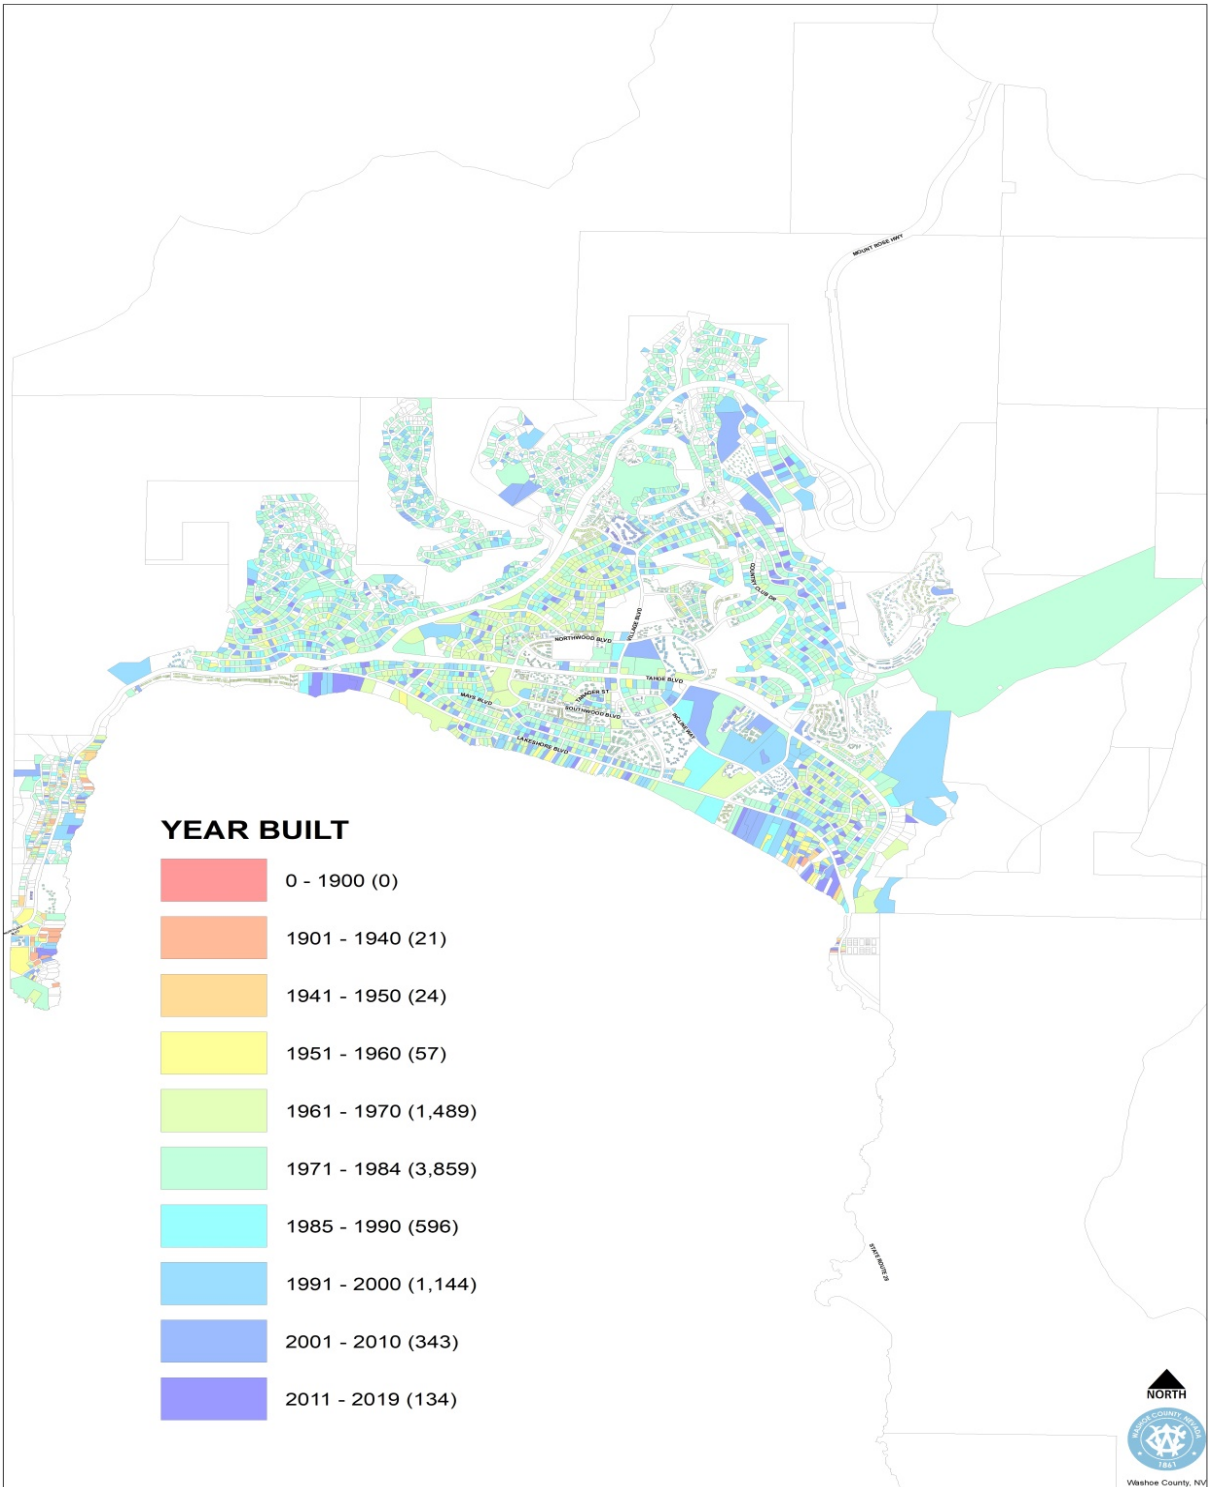 MOUNT ROSE HWY
COUNTRY CLUB DR
VILLAGE BLVD
NORTHWOOD BLVD
TAHOE BLVD
TANAGER ST
MAYS BLVD
SOUTHWOOD BLVD
INCLINE WAY
LAKESHORE BLVD
YEAR BUILT
0 - 1900 (0)
1901 - 1940 (21)
1941 - 1950 (24)
1951 - 1960 (57)
1961 - 1970 (1,489)
1971 - 1984 (3,859)
1985 - 1990 (596)
1991 - 2000 (1,144)
2001 - 2010 (343)
2011 - 2019 (134)
STATE ROUTE 28
NORTH
WASHOE COUNTY, NEVADA
1861
Washoe County, NV